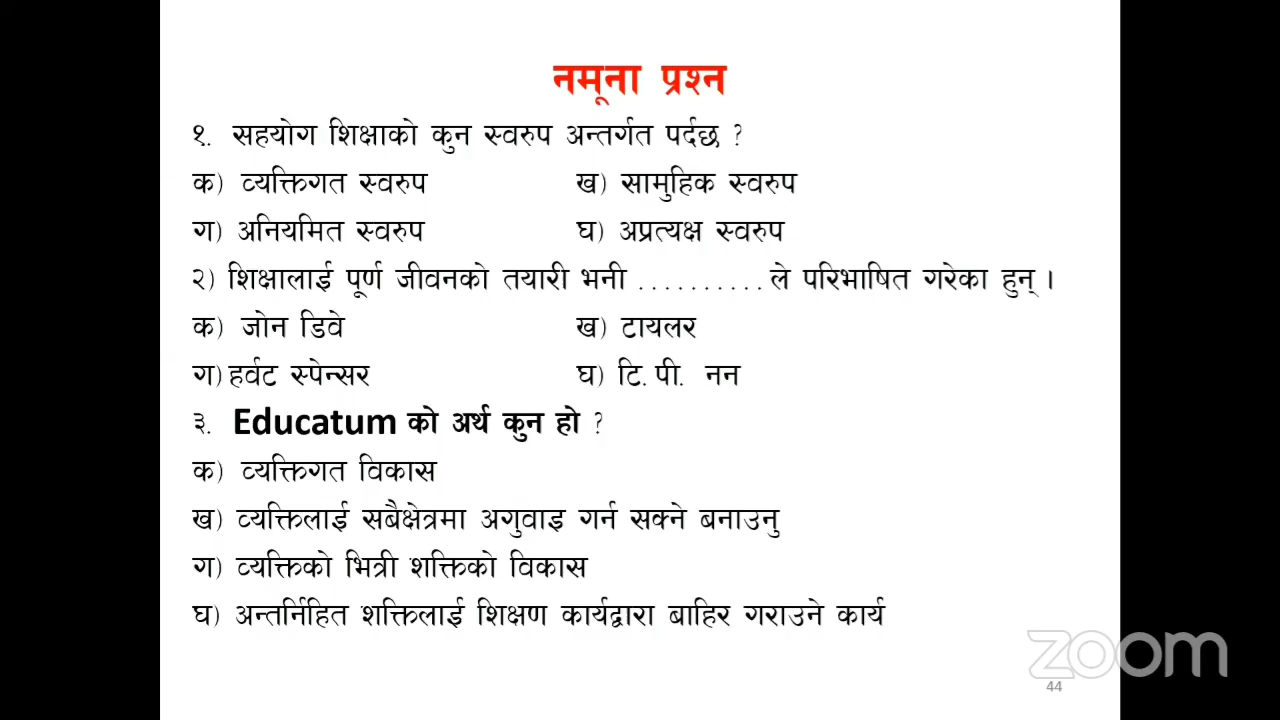 नमूना प्रश्न
१. सहयोग शिक्षाको कुन स्वरुप अन्तर्गत पर्दछ ?
क) व्यक्तिगत स्वरुप ख) सामुहिक स्वरुप
ग) अनियमित स्वरुप घ) अप्रत्यक्ष स्वरुप
२) शिक्षालाई पूर्ण जीवनको तयारी भनी .......... ले परिभाषित गरेका हुन् ।
क) जोन डिवे ख) टायलर
ग) हर्वट स्पेन्सर घ) टि. पी. नन
३. Educatum को अर्थ कुन हो ?
क) व्यक्तिगत विकास
ख) व्यक्तिलाई सबैक्षेत्रमा अगुवाइ गर्न सक्ने बनाउनु
ग) व्यक्तिको भित्री शक्तिको विकास
घ) अन्तर्निहित शक्तिलाई शिक्षण कार्यद्वारा बाहिर गराउने कार्य
zoom
44